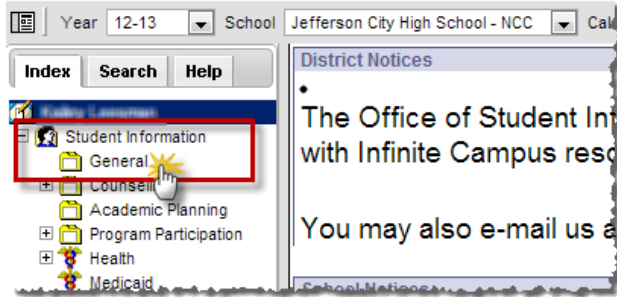 Year 12-13 School Jefferson City High School - NCC Cal
Index Search Help
Student Information
General
Counseling
Academic Planning
Program Participation
Health
Medicaid
District Notices
•
The Office of Student In
with Infinite Campus reso
You may also e-mail us a
School Notices